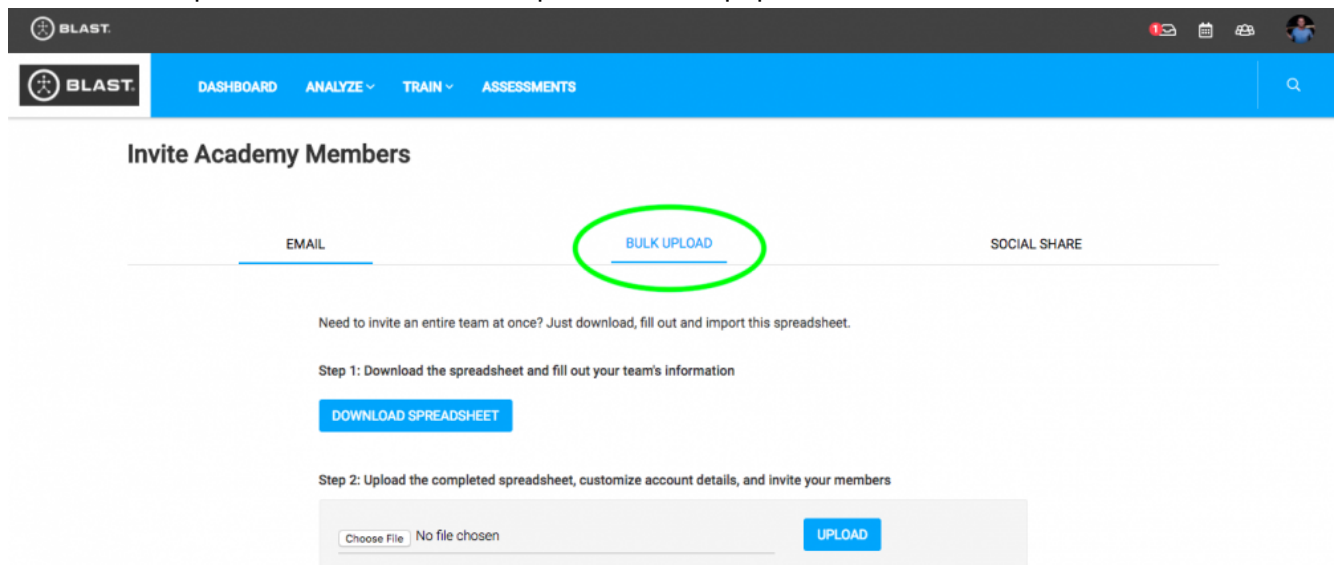 BLAST.
1
BLAST.
DASHBOARD ANALYZE TRAIN ASSESSMENTS
Invite Academy Members
EMAIL BULK UPLOAD SOCIAL SHARE
Need to invite an entire team at once? Just download, fill out and import this spreadsheet.
Step 1: Download the spreadsheet and fill out your team's information
DOWNLOAD SPREADSHEET
Step 2: Upload the completed spreadsheet, customize account details, and invite your members
Choose File No file chosen UPLOAD